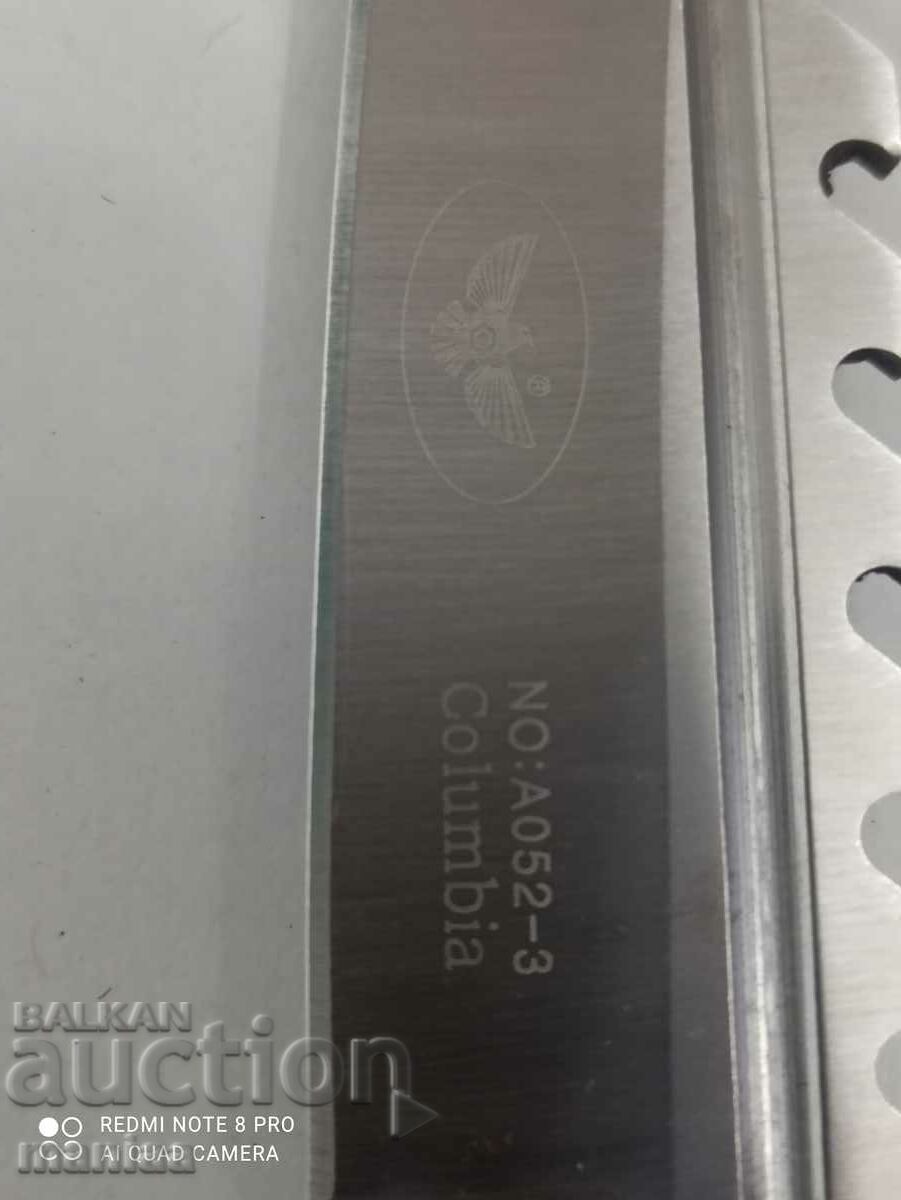 ®
NO:A052-3
Columbia
BALKAN
auction
REDMI NOTE 8 PRO
AI QUAD CAMERA